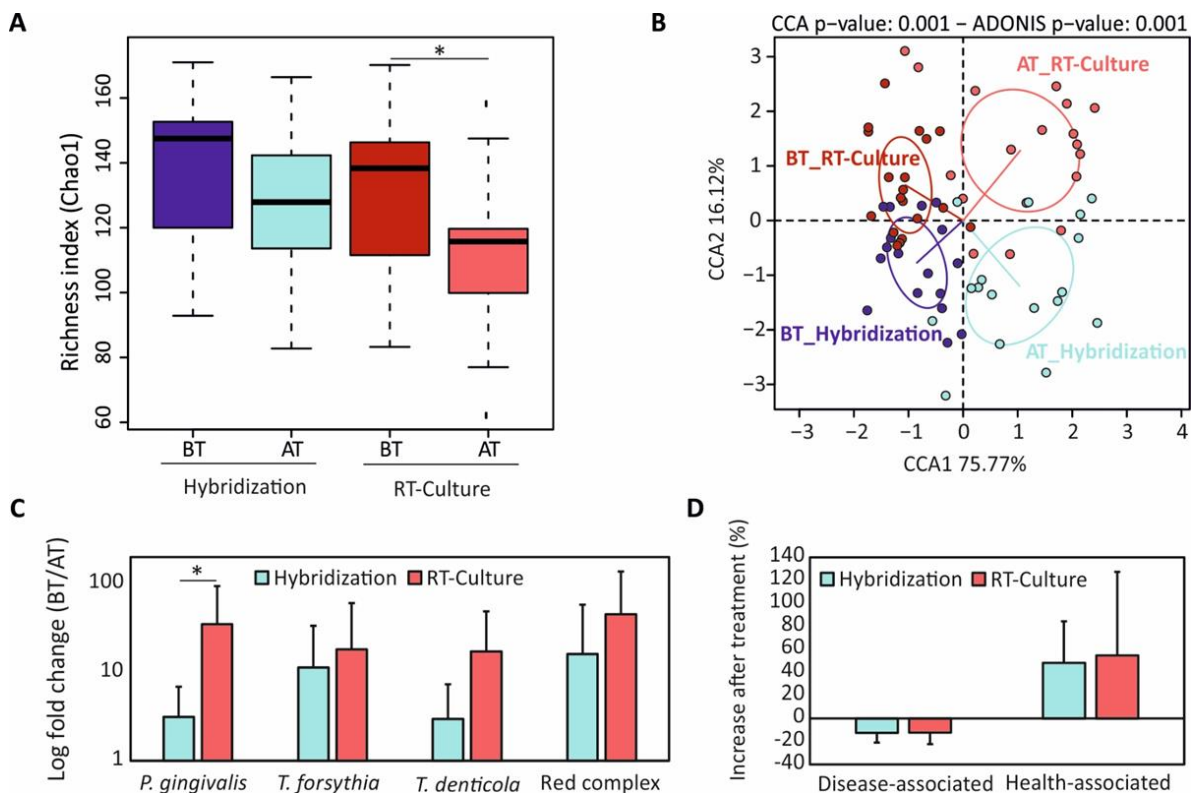 A
Richness index (Chao1)
160
140
120
100
80
60
*
BT
AT
BT
AT
Hybridization
RT-Culture
B
CCA p-value: 0.001 – ADONIS p-value: 0.001
CCA2 16.12%
3
2
1
0
−1
−2
−3
AT_RT-Culture
BT_RT-Culture
BT_Hybridization
AT_Hybridization
−3
−2
−1
0
1
2
3
4
CCA1 75.77%
C
Log fold change (BT/AT)
100
10
1
*
Hybridization
RT-Culture
P. gingivalis
T. forsythia
T. denticola
Red complex
D
Increase after treatment (%)
140
120
100
80
60
40
20
0
-20
-40
Hybridization
RT-Culture
Disease-associated
Health-associated